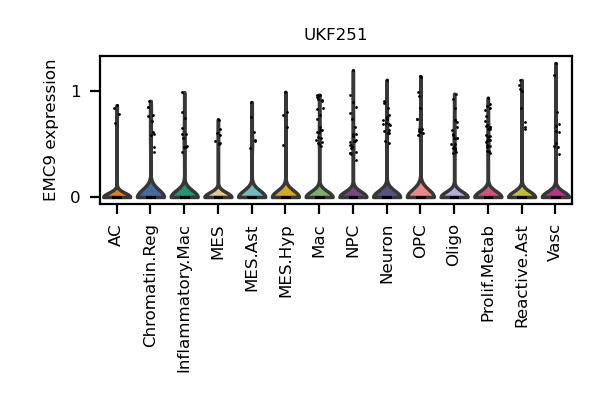 UKF251
EMC9 expression
1
0
AC
Chromatin.Reg
Inflammatory.Mac
MES
MES.Ast
MES.Hyp
Mac
NPC
Neuron
OPC
Oligo
Prolif.Metab
Reactive.Ast
Vasc